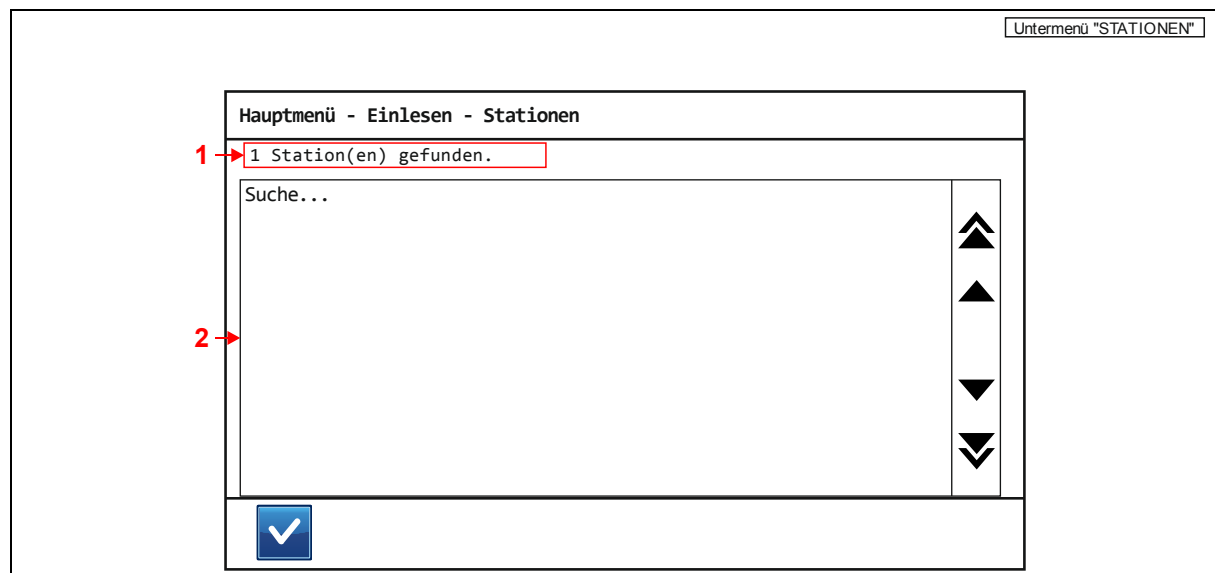 Untermenü "STATIONEN"
Hauptmenü - Einlesen - Stationen
1
1 Station(en) gefunden.
Suche...
2